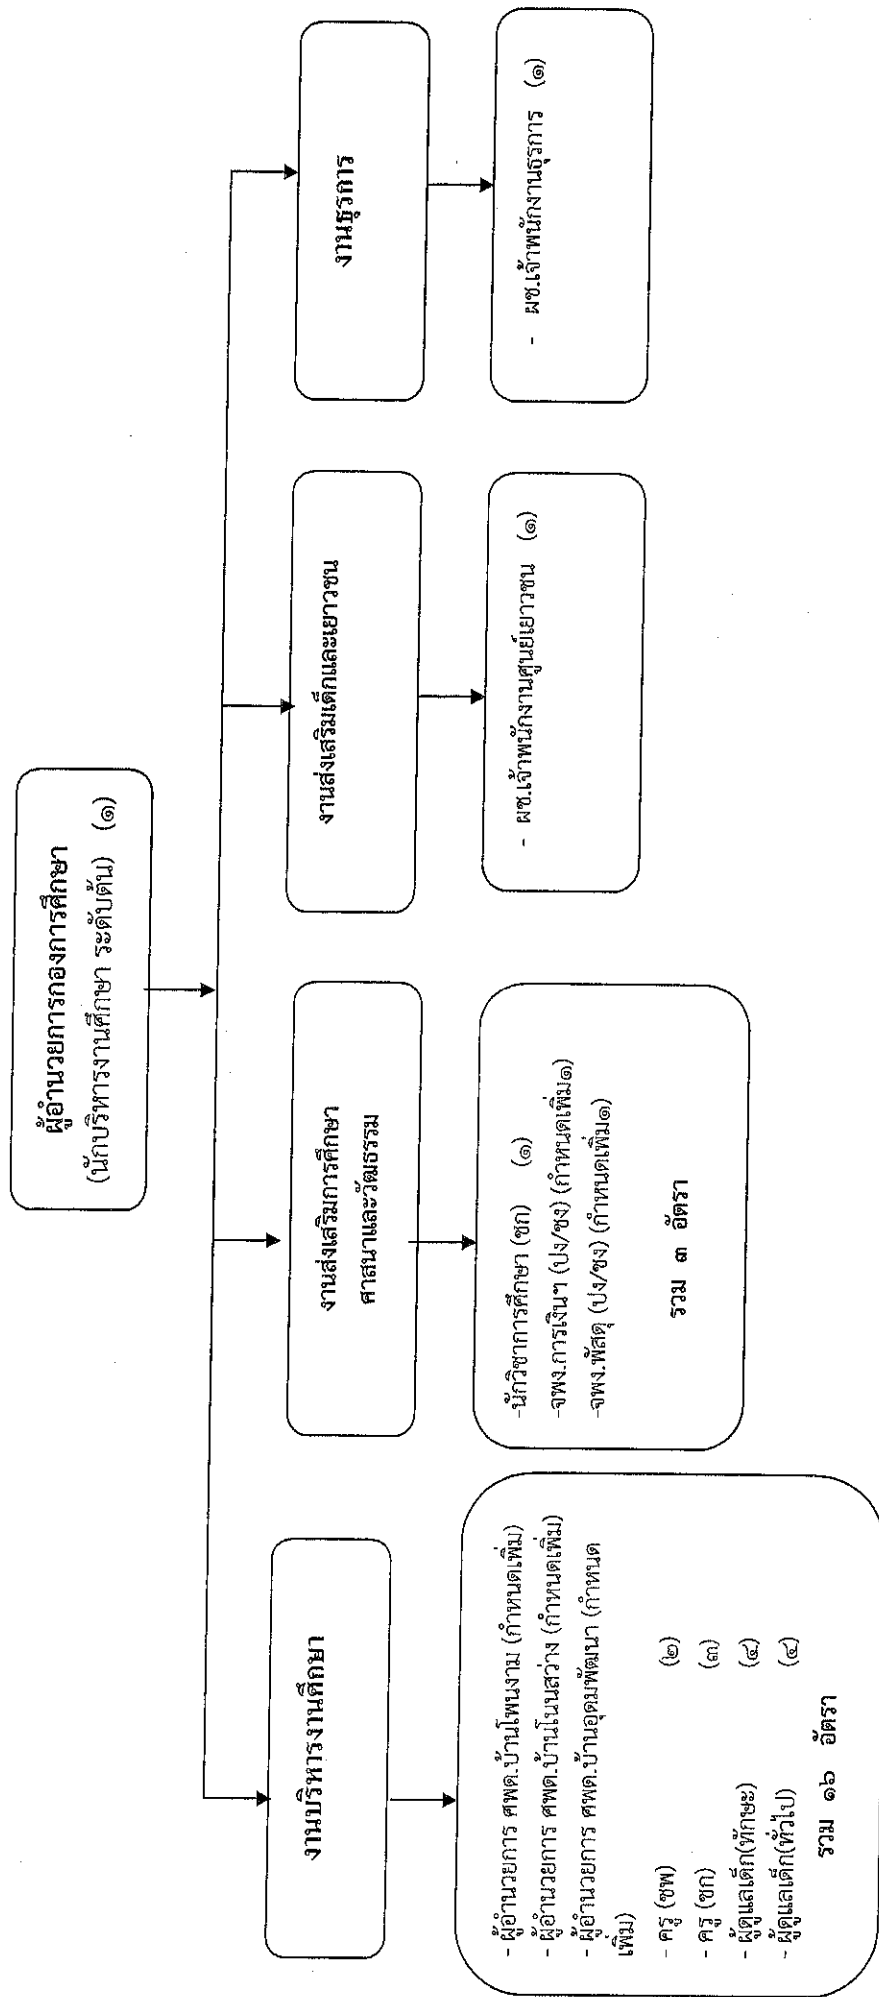 ผู้อำนวยการกองการศึกษา
(นักบริหารงานศึกษา ระดับต้น) (๑)
งานบริหารงานศึกษา
- ผู้อำนวยการ ศพด.บ้านโพนงาม (กำหนดเพิ่ม)
- ผู้อำนวยการ ศพด.บ้านโนนสว่าง (กำหนดเพิ่ม)
- ผู้อำนวยการ ศพด.บ้านอุดมพัฒนา (กำหนด
เพิ่ม)
- ครู (ชพ) (๒)
- ครู (ชก) (๓)
- ผู้ดูแลเด็ก(ทักษะ) (๔)
- ผู้ดูแลเด็ก(ทั่วไป) (๔)
รวม ๑๖ อัตรา
งานส่งเสริมการศึกษา
ศาสนาและวัฒธรรม
-นักวิชาการศึกษา (ชก) (๑)
-จพง.การเงินฯ (ปง/ชง) (กำหนดเพิ่ม๑)
-จพง.พัสดุ (ปง/ชง) (กำหนดเพิ่ม๑)
รวม ๓ อัตรา
งานส่งเสริมเด็กและเยาวชน
- ผช.เจ้าพนักงานศูนย์เยาวชน (๑)
งานธุรการ
- ผช.เจ้าพนักงานธุรการ (๑)